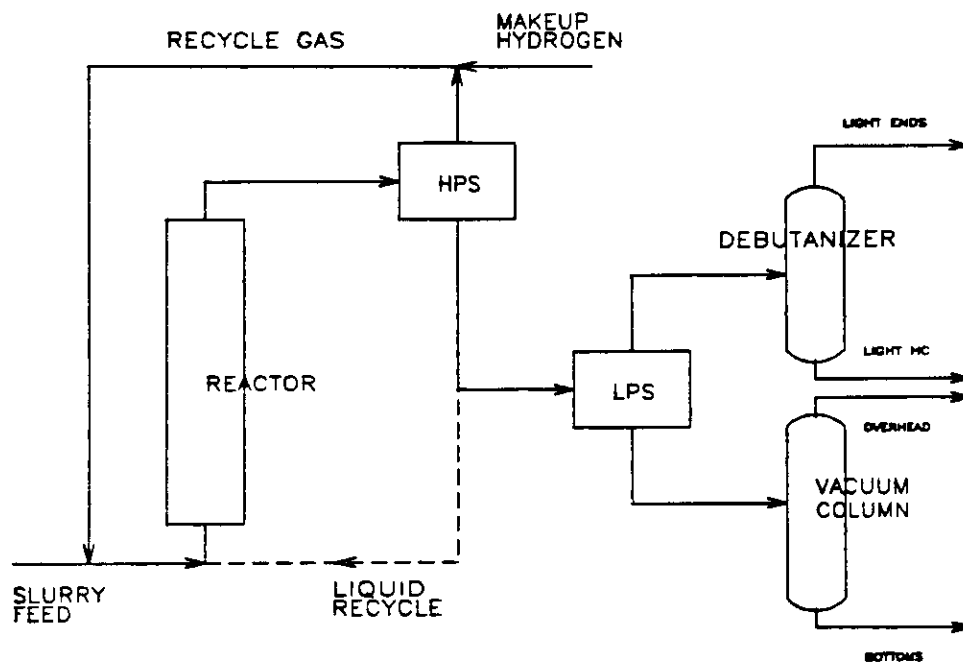 MAKEUP
HYDROGEN
RECYCLE GAS
LIGHT ENDS
HPS
DEBUTANIZER
LIGHT HC
REACTOR
LPS
OVERHEAD
VACUUM
COLUMN
SLURRY
FEED
LIQUID
RECYCLE
BOTTOMS